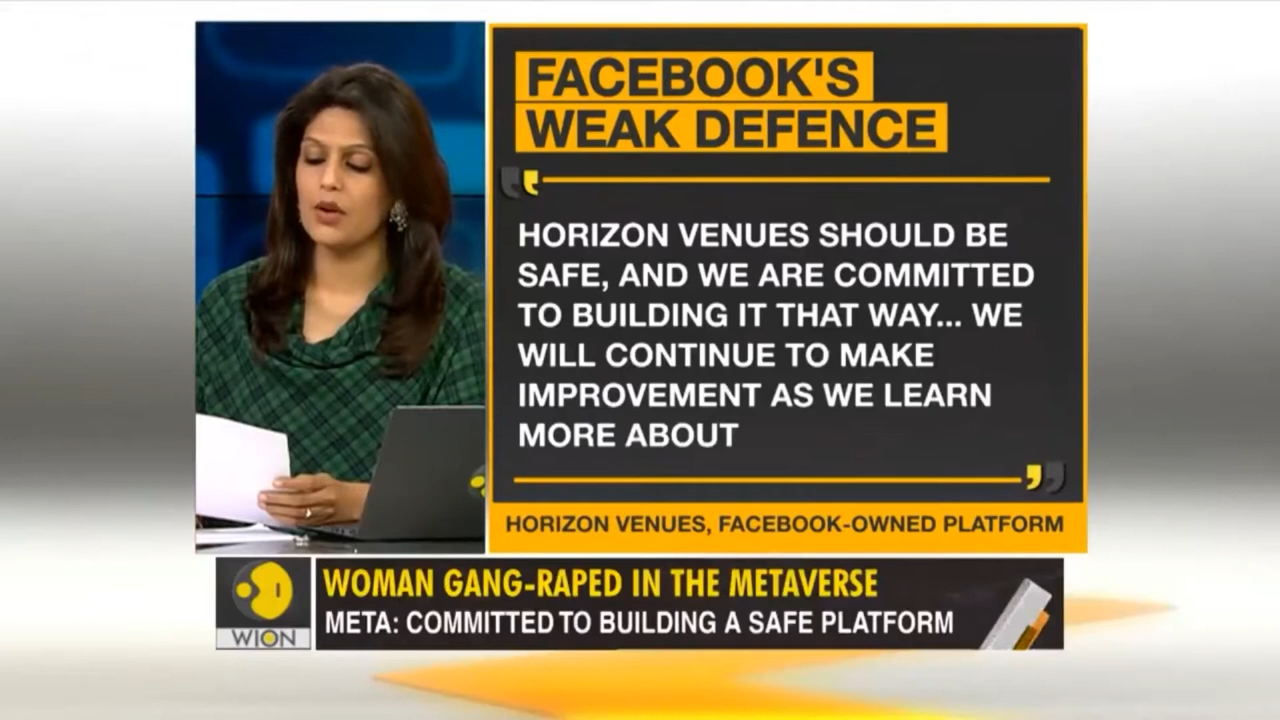 FACEBOOK'S
WEAK DEFENCE
HORIZON VENUES SHOULD BE
SAFE, AND WE ARE COMMITTED
TO BUILDING IT THAT WAY... WE
WILL CONTINUE TO MAKE
IMPROVEMENT AS WE LEARN
MORE ABOUT
HORIZON VENUES, FACEBOOK-OWNED PLATFORM
WOMAN GANG-RAPED IN THE METAVERSE
META: COMMITTED TO BUILDING A SAFE PLATFORM
WION